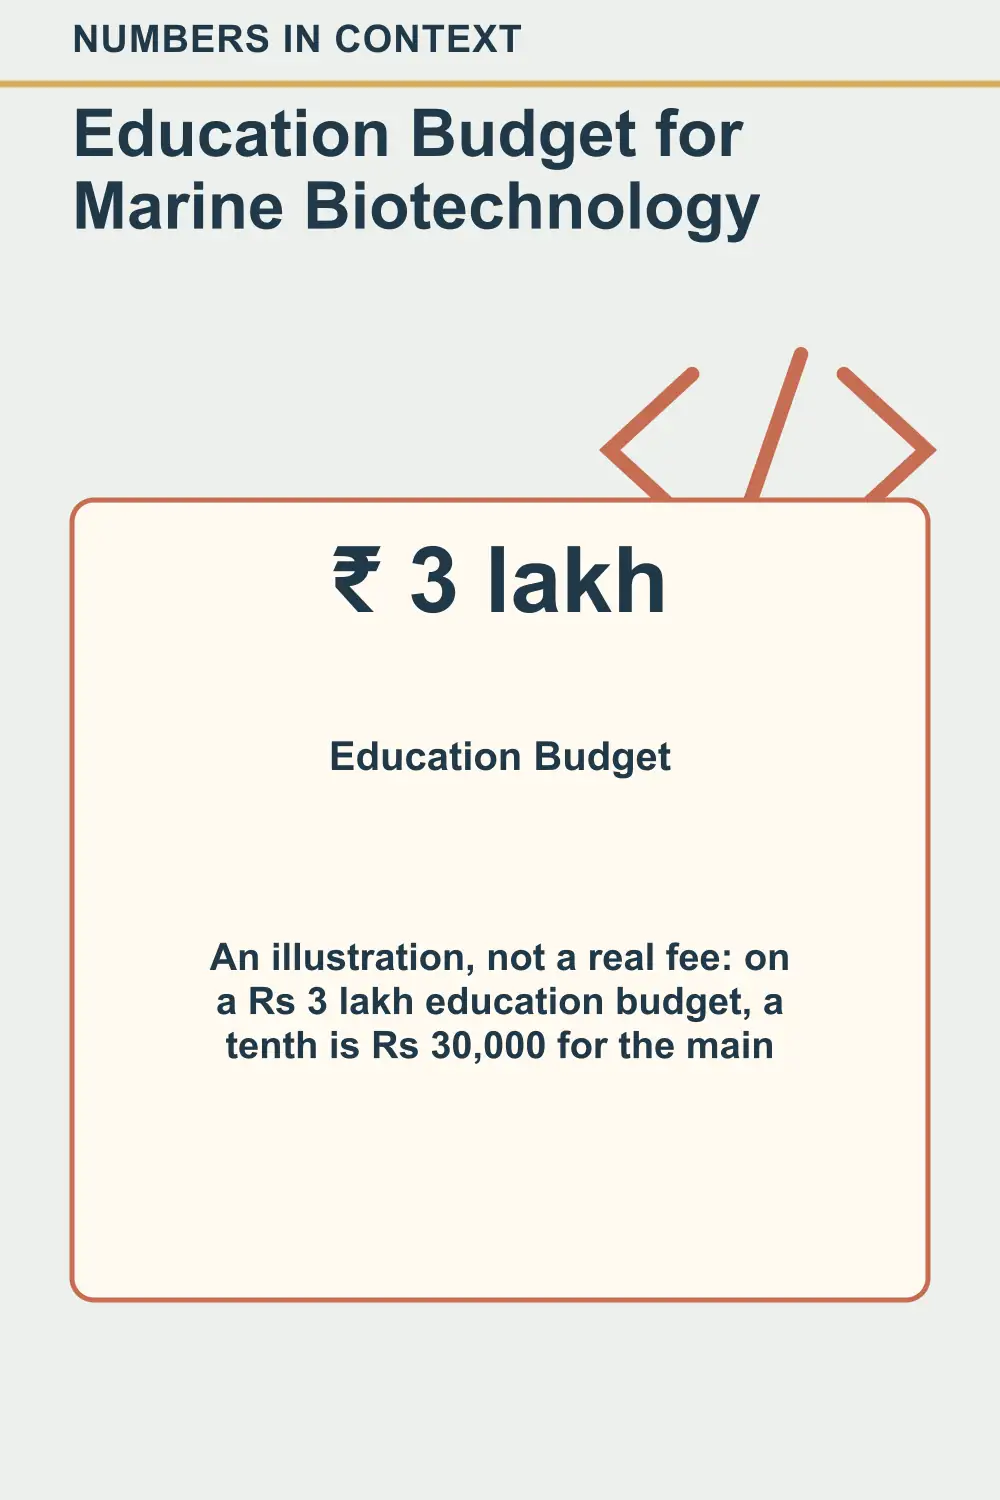 NUMBERS IN CONTEXT
Education Budget for
Marine Biotechnology
₹ 3 lakh
Education Budget
An illustration, not a real fee: on
a Rs 3 lakh education budget, a
tenth is Rs 30,000 for the main